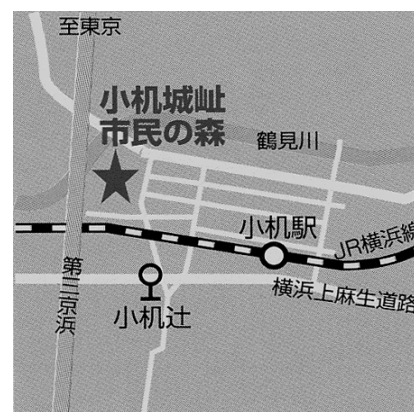 至東京
小机城址
市民の森
鶴見川
小机駅
JR横浜線
第三京浜
横浜上麻生道路
小机辻